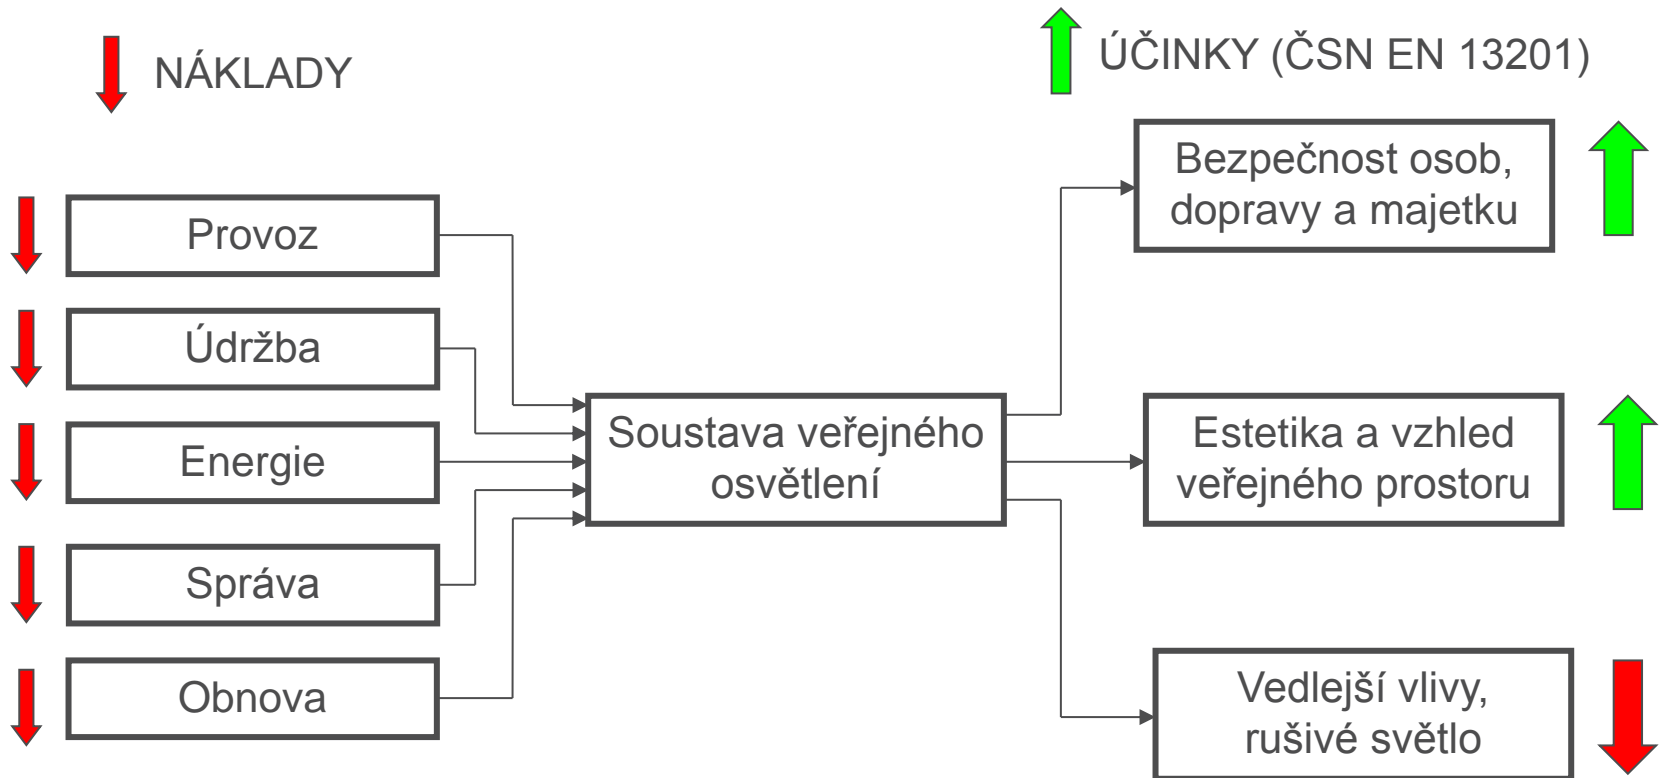 NÁKLADY
ÚČINKY (ČSN EN 13201)
Provoz
Údržba
Energie
Správa
Obnova
Soustava veřejného
osvětlení
Bezpečnost osob,
dopravy a majetku
Estetika a vzhled
veřejného prostoru
Vedlejší vlivy,
rušivé světlo